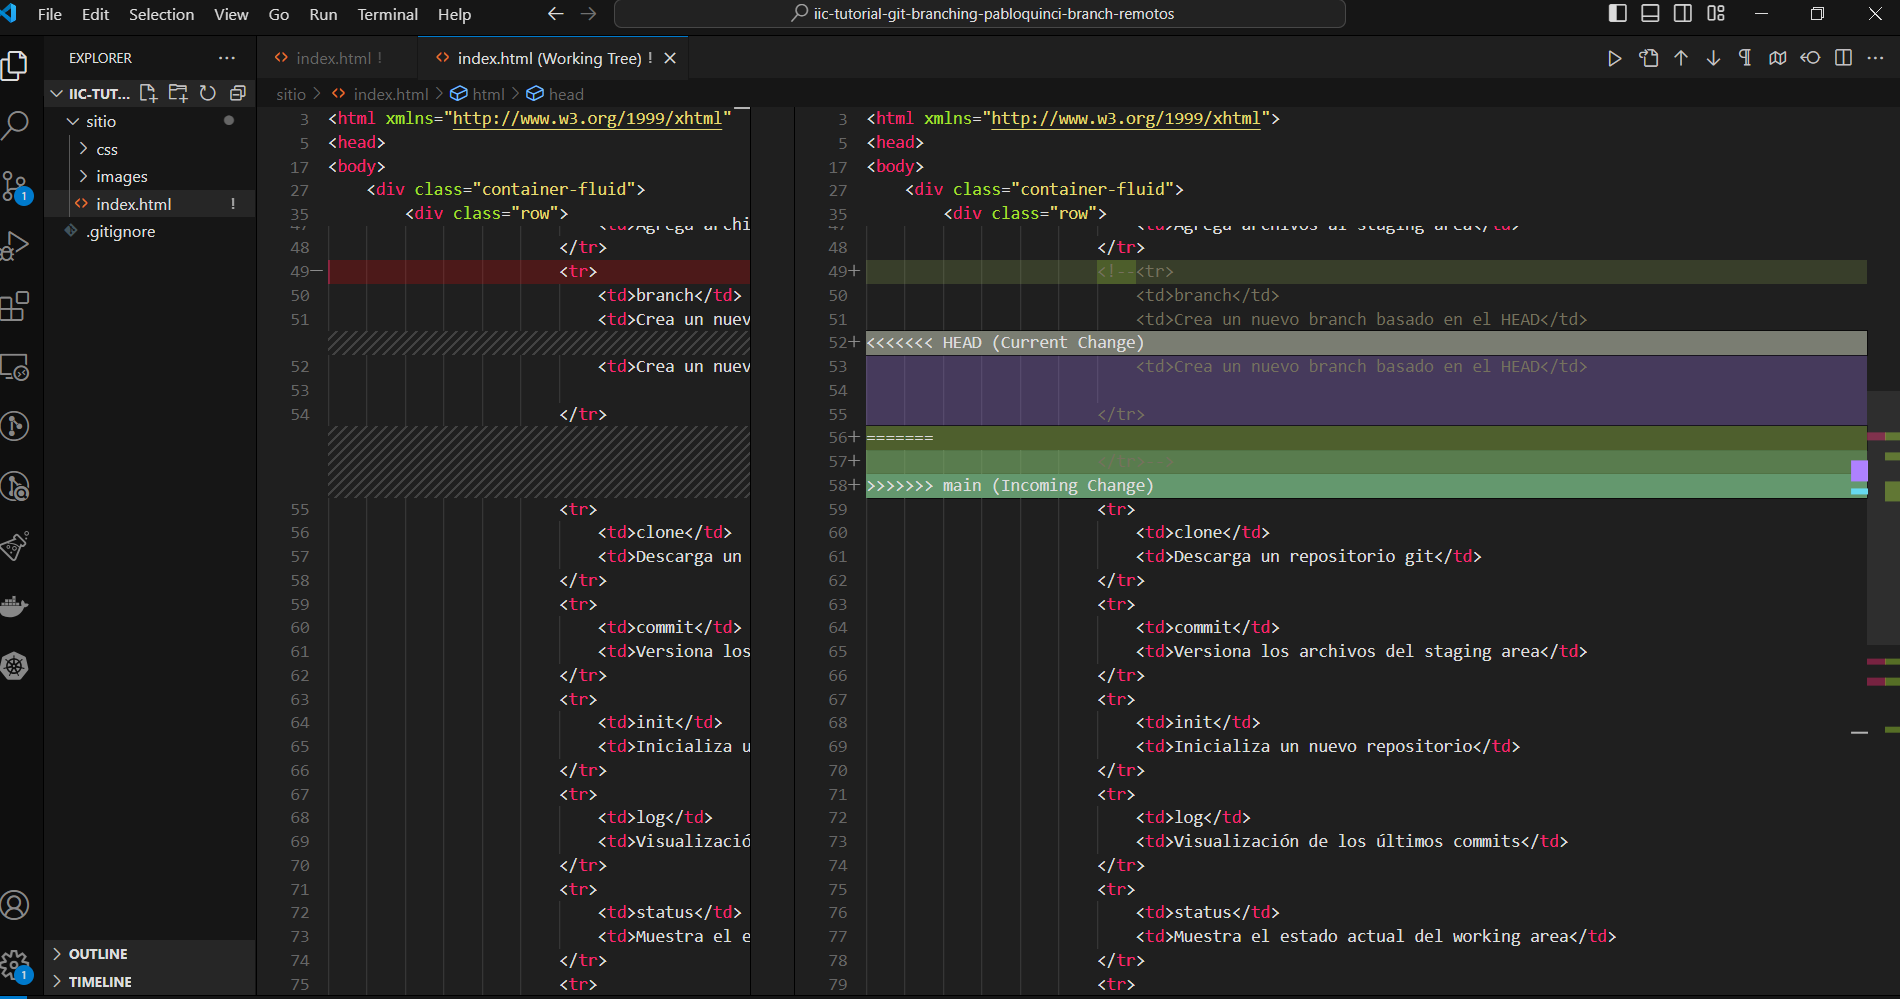 File Edit Selection View Go Run Terminal Help
iic-tutorial-git-branching-pabloquinci-branch-remotos
EXPLORER
IIC-TUT...
sitio
css
images
index.html !
.gitignore
OUTLINE
TIMELINE
1
1
index.html !
index.html (Working Tree) !
sitio > index.html > html > head
3 <html xmlns="http://www.w3.org/1999/xhtml"
5 <head>
17 <body>
27 <div class="container-fluid">
35 <div class="row">
47 <td>Agrega archi
48 </tr>
49— <tr>
50 <td>branch</td>
51 <td>Crea un nuev
52 <td>Crea un nuev
53
54 </tr>
55 <tr>
56 <td>clone</td>
57 <td>Descarga un
58 </tr>
59 <tr>
60 <td>commit</td>
61 <td>Versiona los
62 </tr>
63 <tr>
64 <td>init</td>
65 <td>Inicializa u
66 </tr>
67 <tr>
68 <td>log</td>
69 <td>Visualizació
70 </tr>
71 <tr>
72 <td>status</td>
73 <td>Muestra el e
74 </tr>
75 <tr>
3 <html xmlns="http://www.w3.org/1999/xhtml">
5 <head>
17 <body>
27 <div class="container-fluid">
35 <div class="row">
47 <td>Agrega archivos al staging area</td>
48 </tr>
49+ <!--<tr>
50 <td>branch</td>
51 <td>Crea un nuevo branch basado en el HEAD</td>
52+ <<<<<<< HEAD (Current Change)
53 <td>Crea un nuevo branch basado en el HEAD</td>
54
55 </tr>
56+ =======
57+ </tr>-->
58+ >>>>>>> main (Incoming Change)
59 <tr>
60 <td>clone</td>
61 <td>Descarga un repositorio git</td>
62 </tr>
63 <tr>
64 <td>commit</td>
65 <td>Versiona los archivos del staging area</td>
66 </tr>
67 <tr>
68 <td>init</td>
69 <td>Inicializa un nuevo repositorio</td>
70 </tr>
71 <tr>
72 <td>log</td>
73 <td>Visualización de los últimos commits</td>
74 </tr>
75 <tr>
76 <td>status</td>
77 <td>Muestra el estado actual del working area</td>
78 </tr>
79 <tr>